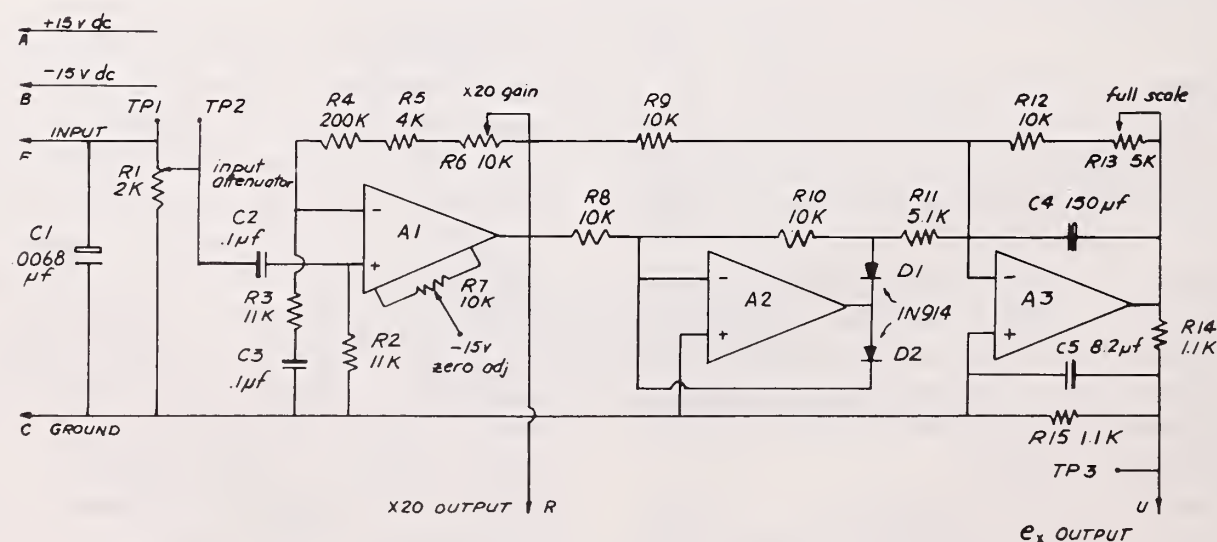 +15 v dc
A
-15 v dc
B
TP1
TP2
INPUT
F
R1
2K
input
attenuator
C1
.0068
μf
C2
.1μf
R3
11K
C3
.1μf
R4
200K
R5
4K
x20 gain
R6 10K
A1
-
+
R7
10K
-15v
zero adj
R2
11K
C GROUND
X20 OUTPUT R
R8
10K
R9
10K
R10
10K
R11
5.1K
A2
-
+
D1
IN914
D2
R12
10K
full scale
R13 5K
C4 150 μf
A3
-
+
R14
1.1K
C5 8.2μf
R15 1.1K
TP3
U
ex OUTPUT